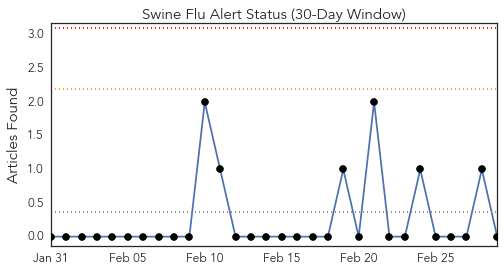 Swine Flu Alert Status (30-Day Window)
Articles Found
3.0
2.5
2.0
1.5
1.0
0.5
0.0
Jan 31 Feb 05 Feb 10 Feb 15 Feb 20 Feb 25